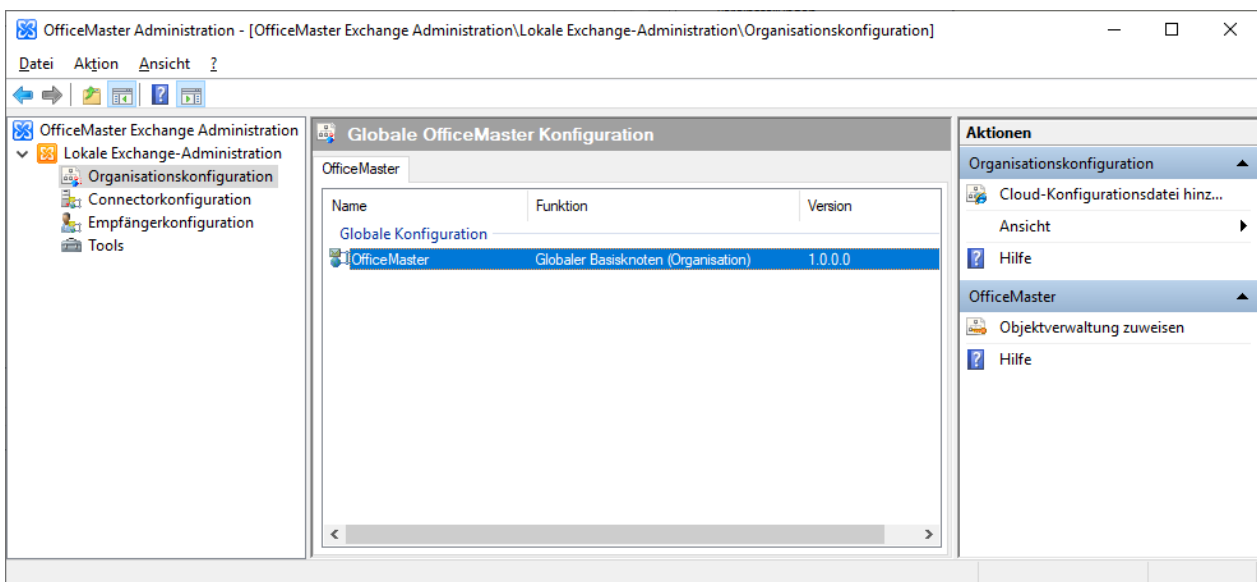 OfficeMaster Administration - [OfficeMaster Exchange Administration\Lokale Exchange-Administration\Organisationskonfiguration]
Datei Aktion Ansicht ?
OfficeMaster Exchange Administration
Lokale Exchange-Administration
Organisationskonfiguration
Connectorkonfiguration
Empfängerkonfiguration
Tools
Globale OfficeMaster Konfiguration
OfficeMaster
Name Funktion Version
Globale Konfiguration
OfficeMaster Globaler Basisknoten (Organisation) 1.0.0.0
Aktionen
Organisationskonfiguration
Cloud-Konfigurationsdatei hinz...
Ansicht
Hilfe
OfficeMaster
Objektverwaltung zuweisen
Hilfe